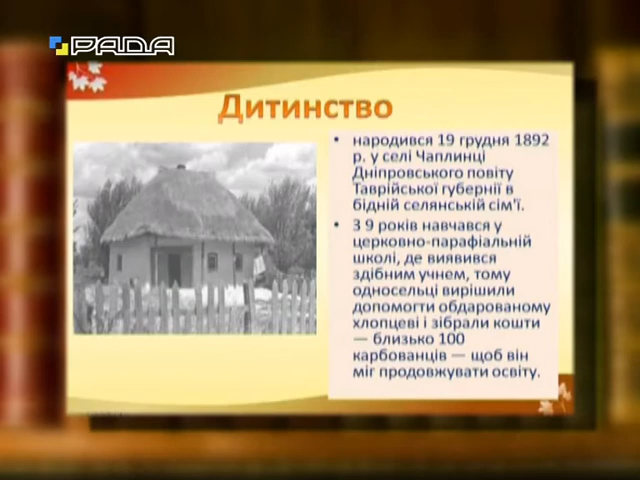 РАДА
Дитинство
• народився 19 грудня 1892
р. у селі Чаплинці
Дніпровського повіту
Таврійської губернії в
бідній селянській сім'ї.
• З 9 років навчався у
церковно-парафіальній
школі, де виявився
здібним учнем, тому
односельці вирішили
допомогти обдарованому
хлопцеві і зібрали кошти
— близько 100
карбованців — щоб він
міг продовжувати освіту.